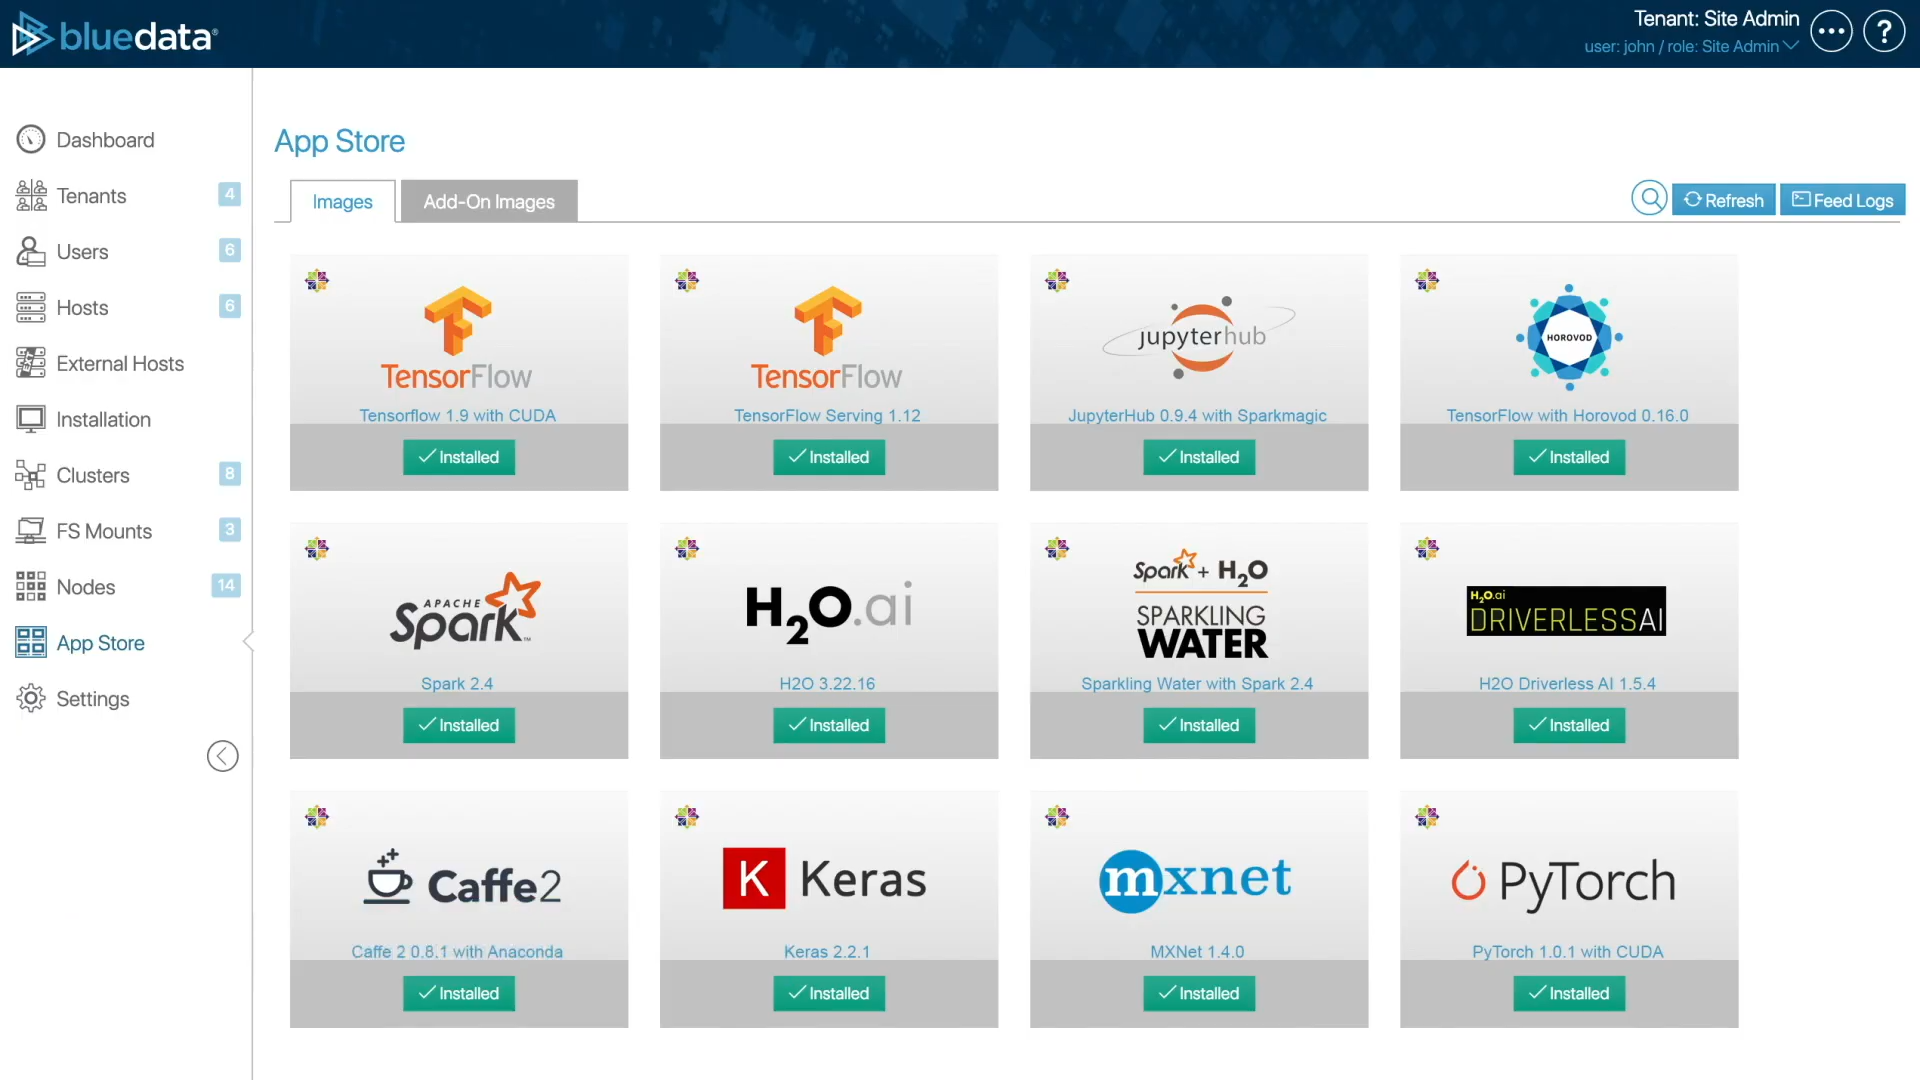 bluedata®
Tenant: Site Admin
user: john / role: Site Admin
?
Dashboard
Tenants 4
Users 6
Hosts 6
External Hosts
Installation
Clusters 8
FS Mounts 3
Nodes 14
App Store
Settings
App Store
Images
Add-On Images
Refresh
Feed Logs
TensorFlow
Tensorflow 1.9 with CUDA
Installed
TensorFlow
TensorFlow Serving 1.12
Installed
jupyterhub
JupyterHub 0.9.4 with Sparkmagic
Installed
HOROVOD
TensorFlow with Horovod 0.16.0
Installed
APACHE
Spark™
Spark 2.4
Installed
H2O.ai
H2O 3.22.16
Installed
Spark + H2O
SPARKLING
WATER
Sparkling Water with Spark 2.4
Installed
H2O.ai
DRIVERLESSAI
H2O Driverless AI 1.5.4
Installed
Caffe2
Caffe 2 0.8.1 with Anaconda
Installed
K Keras
Keras 2.2.1
Installed
mxnet
MXNet 1.4.0
Installed
PyTorch
PyTorch 1.0.1 with CUDA
Installed